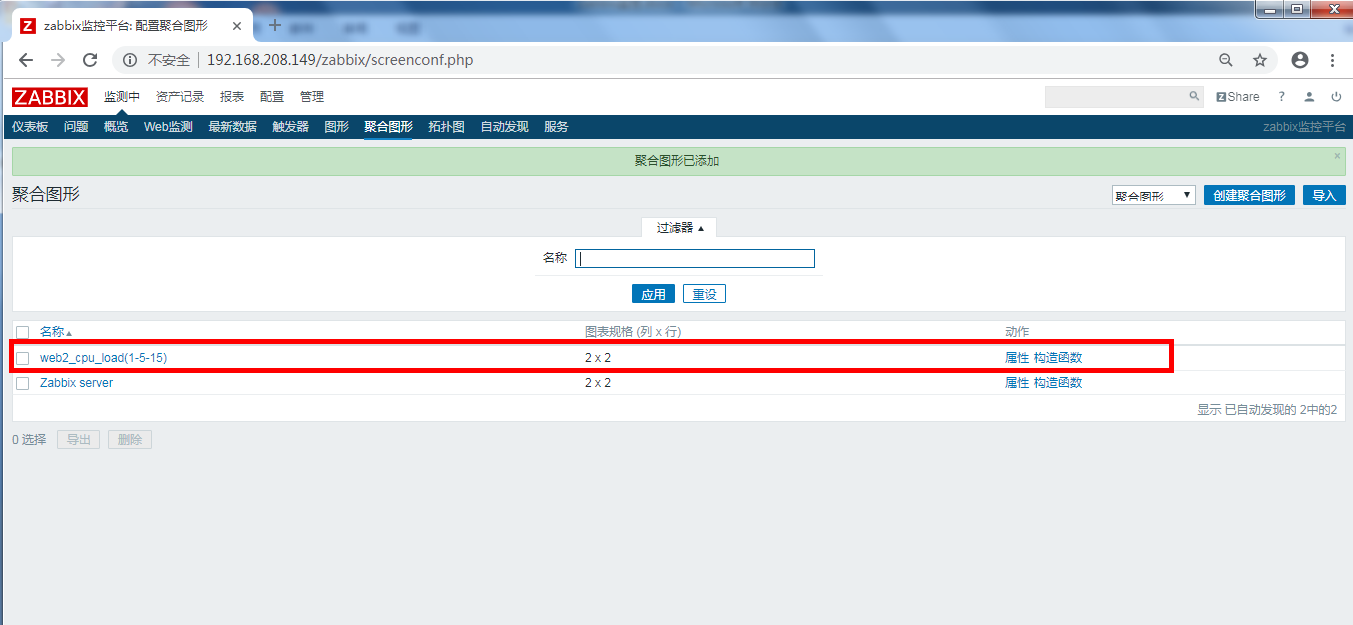 zabbix监控平台: 配置聚合图形
不安全 192.168.208.149/zabbix/screenconf.php
ZABBIX 监测中 资产记录 报表 配置 管理 Z Share ?
仪表板 问题 概览 Web监测 最新数据 触发器 图形 聚合图形 拓扑图 自动发现 服务 zabbix监控平台
聚合图形已添加
聚合图形 聚合图形 创建聚合图形 导入
过滤器
名称
应用 重设
名称 图表规格 (列 x 行) 动作
web2_cpu_load(1-5-15) 2 x 2 属性 构造函数
Zabbix server 2 x 2 属性 构造函数
显示 已自动发现的 2中的2
0 选择 导出 删除